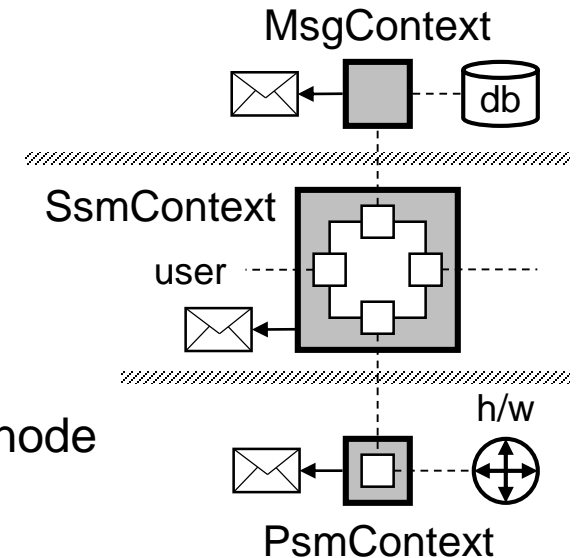 MsgContext
db
SsmContext
user
h/w
node
PsmContext